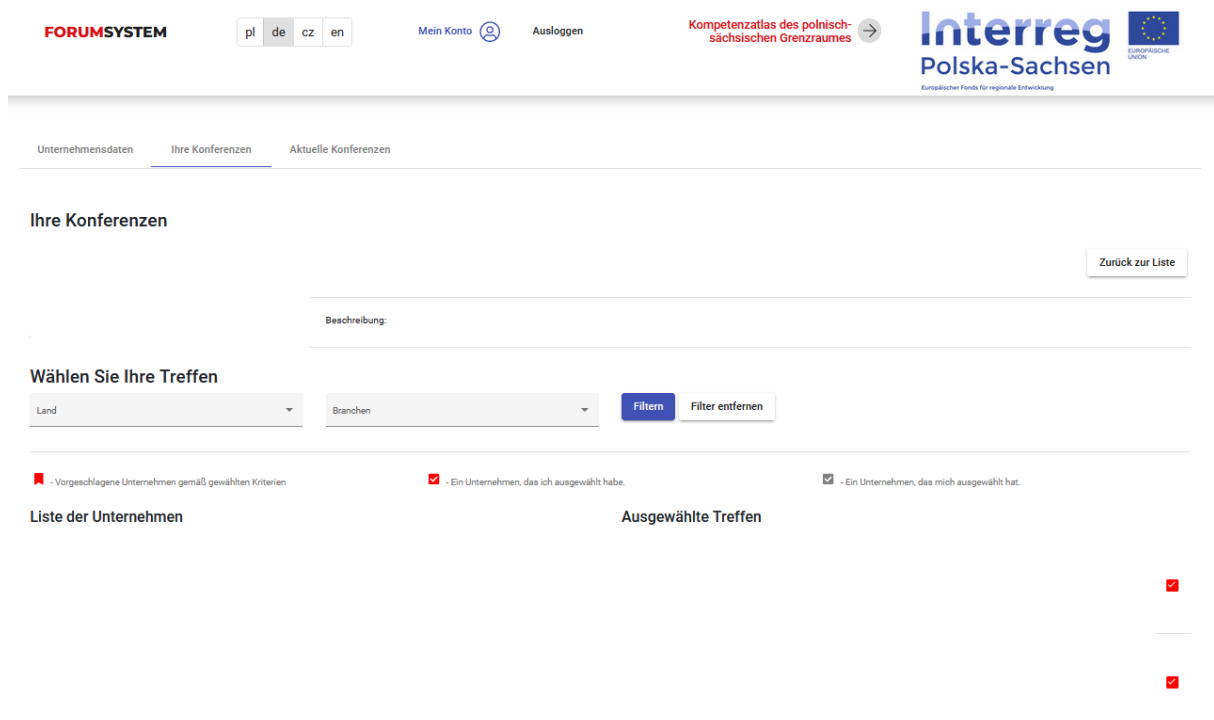 FORUMSYSTEM
pl de cz en
Mein Konto
Ausloggen
Kompetenzatlas des polnisch-
sächsischen Grenzraumes
Interreg
Polska-Sachsen
Europäischer Fonds für regionale Entwicklung
EUROPÄISCHE
UNION
Unternehmensdaten
Ihre Konferenzen
Aktuelle Konferenzen
Ihre Konferenzen
Zurück zur Liste
Beschreibung:
Wählen Sie Ihre Treffen
Land
Branchen
Filtern
Filter entfernen
- Vorgeschlagene Unternehmen gemäß gewählten Kriterien
- Ein Unternehmen, das ich ausgewählt habe.
- Ein Unternehmen, das mich ausgewählt hat.
Liste der Unternehmen
Ausgewählte Treffen